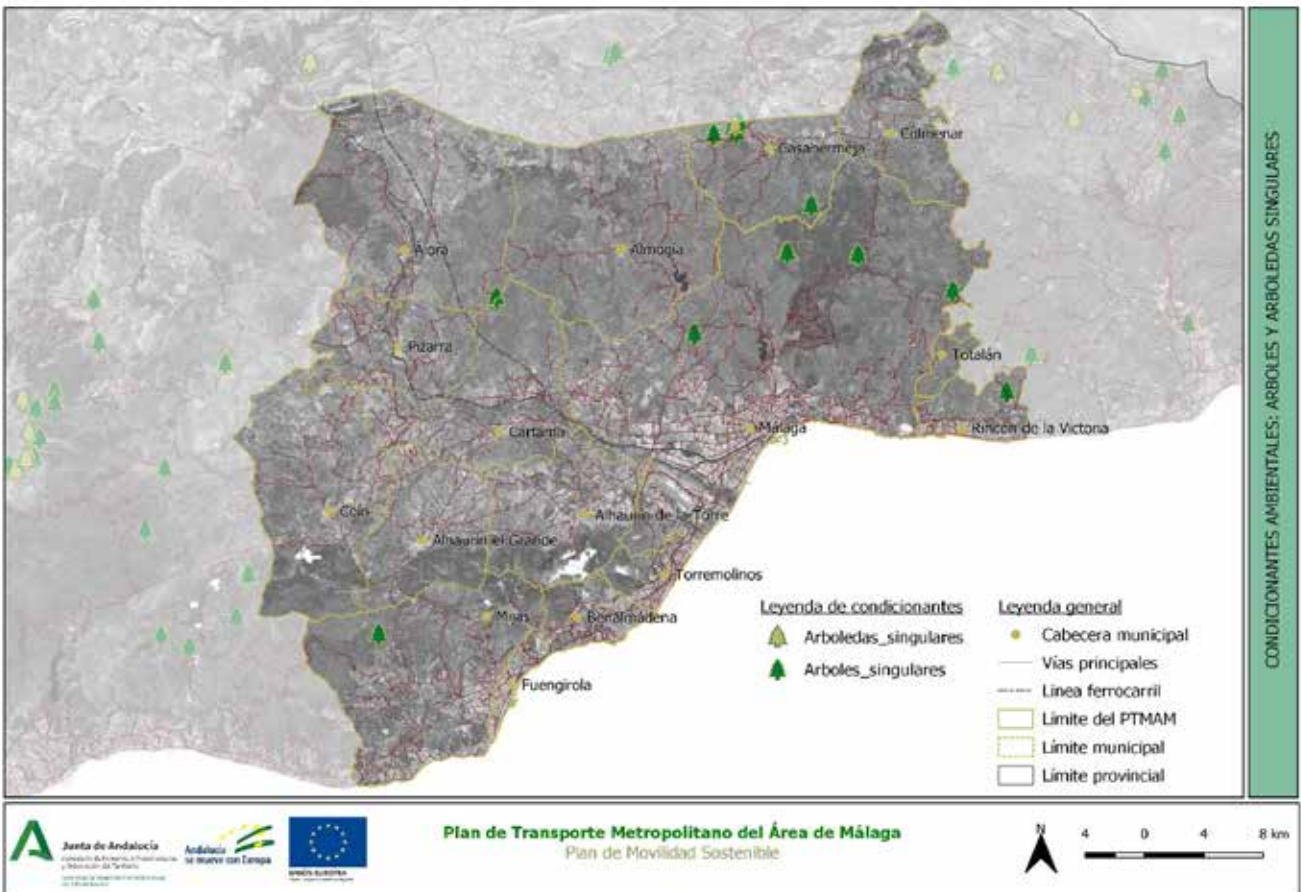 Colmenar
Casabermeja
Álora
Almogía
Pizarra
Totalán
Cártama
Málaga
Rincón de la Victoria
Coín
Alhaurín de la Torre
Alhaurín el Grande
Torremolinos
Mijas
Benalmádena
Fuengirola
Leyenda de condicionantes
Arboledas_singulares
Arboles_singulares
Leyenda general
Cabecera municipal
Vías principales
Linea ferrocarril
Límite del PTMAM
Límite municipal
Límite provincial
CONDICIONANTES AMBIENTALES: ARBOLES Y ARBOLEDAS SINGULARES
Junta de Andalucía
Andalucía
se mueve con Europa
UNIÓN EUROPEA
Plan de Transporte Metropolitano del Área de Málaga
Plan de Movilidad Sostenible
N
4 0 4 8 km